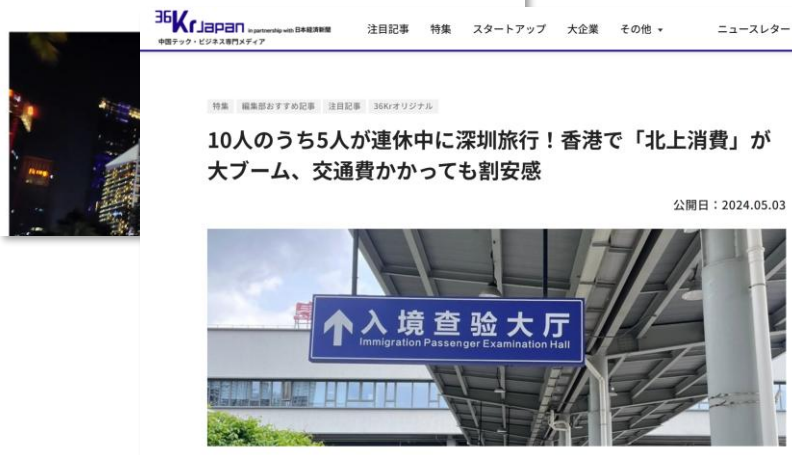 36Kr Japan in partnership with 日本経済新聞
中国テック・ビジネス専門メディア
注目記事 特集 スタートアップ 大企業 その他 ニュースレター
特集 編集部おすすめ記事 注目記事 36Krオリジナル
10人のうち5人が連休中に深圳旅行！香港で「北上消費」が
大ブーム、交通費かかっても割安感
公開日：2024.05.03
入境查验大厅
Immigration Passenger Examination Hall